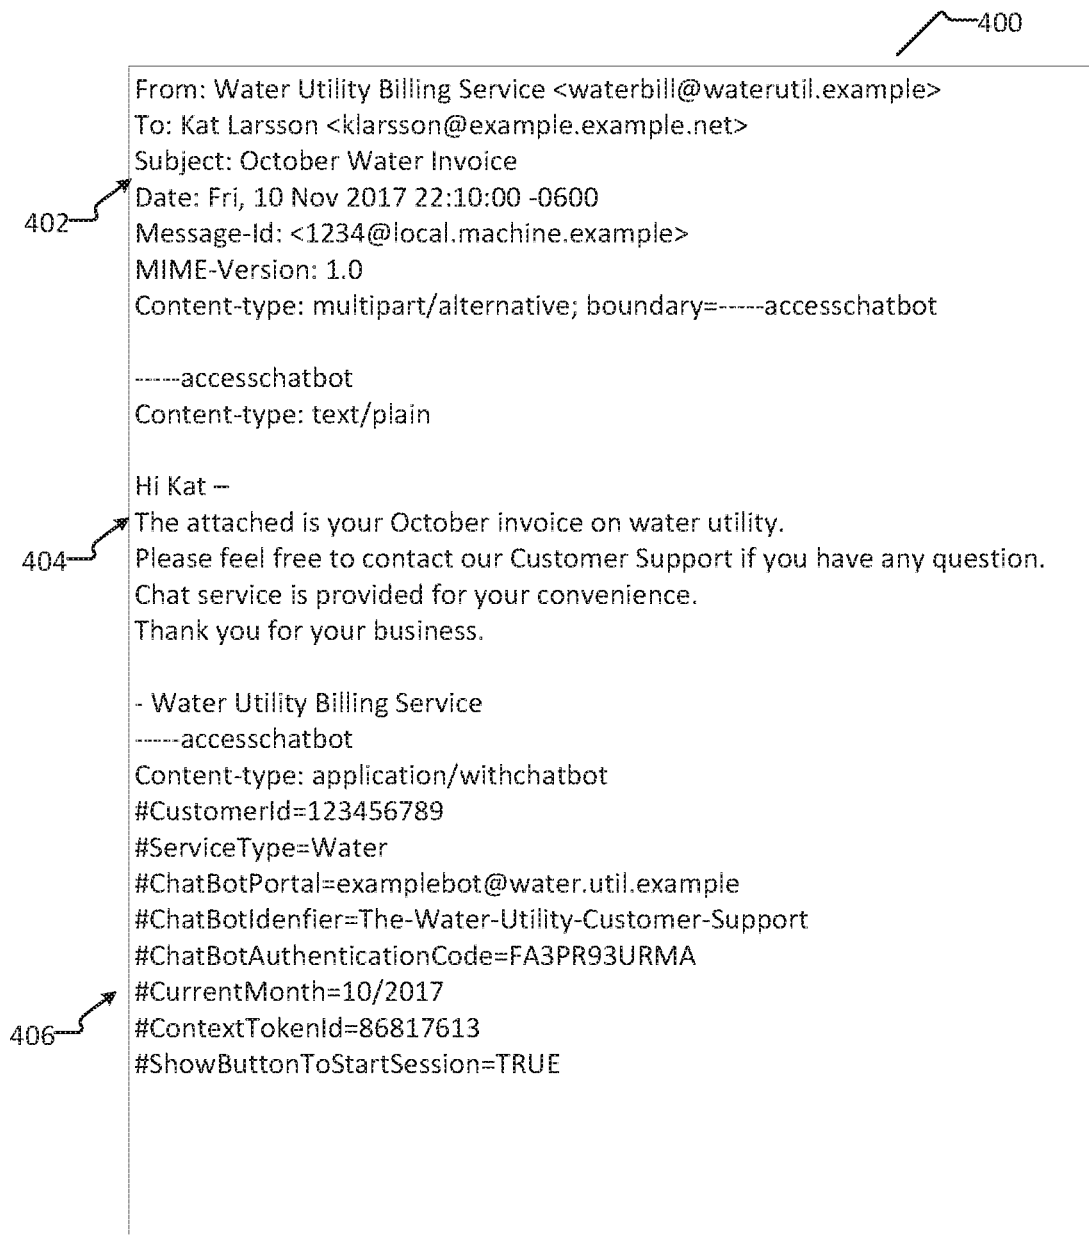 400
From: Water Utility Billing Service <waterbill@waterutil.example>
To: Kat Larsson <klarsson@example.example.net>
Subject: October Water Invoice
402
Date: Fri, 10 Nov 2017 22:10:00 -0600
Message-Id: <1234@local.machine.example>
MIME-Version: 1.0
Content-type: multipart/alternative; boundary=------accesschatbot
------accesschatbot
Content-type: text/plain
Hi Kat –
The attached is your October invoice on water utility.
404
Please feel free to contact our Customer Support if you have any question.
Chat service is provided for your convenience.
Thank you for your business.
- Water Utility Billing Service
------accesschatbot
Content-type: application/withchatbot
#CustomerId=123456789
#ServiceType=Water
#ChatBotPortal=examplebot@water.util.example
#ChatBotIdenfier=The-Water-Utility-Customer-Support
#ChatBotAuthenticationCode=FA3PR93URMA
#CurrentMonth=10/2017
406
#ContextTokenId=86817613
#ShowButtonToStartSession=TRUE